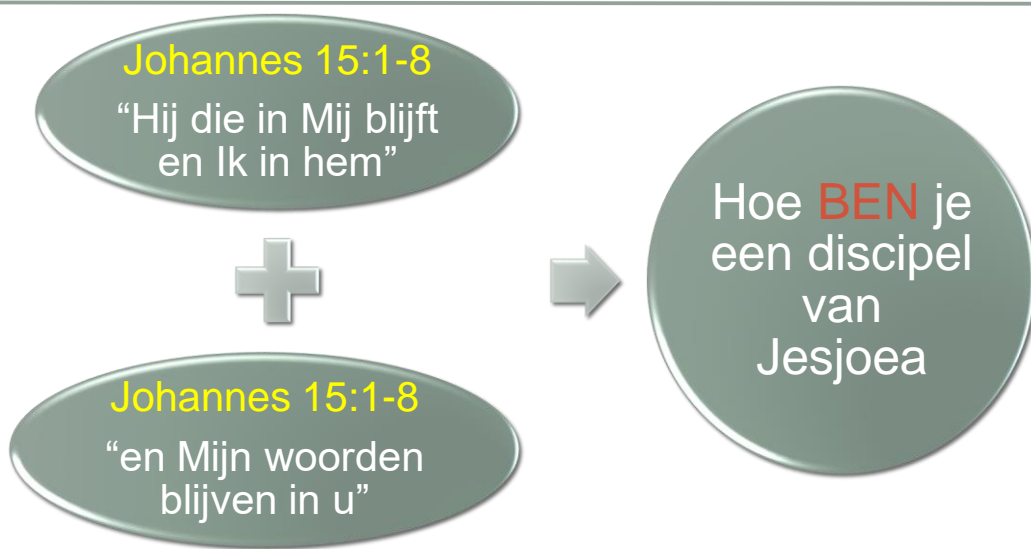 Johannes 15:1-8
“Hij die in Mij blijft
en Ik in hem”
Johannes 15:1-8
“en Mijn woorden
blijven in u”
Hoe BEN je
een discipel
van
Jesjoea